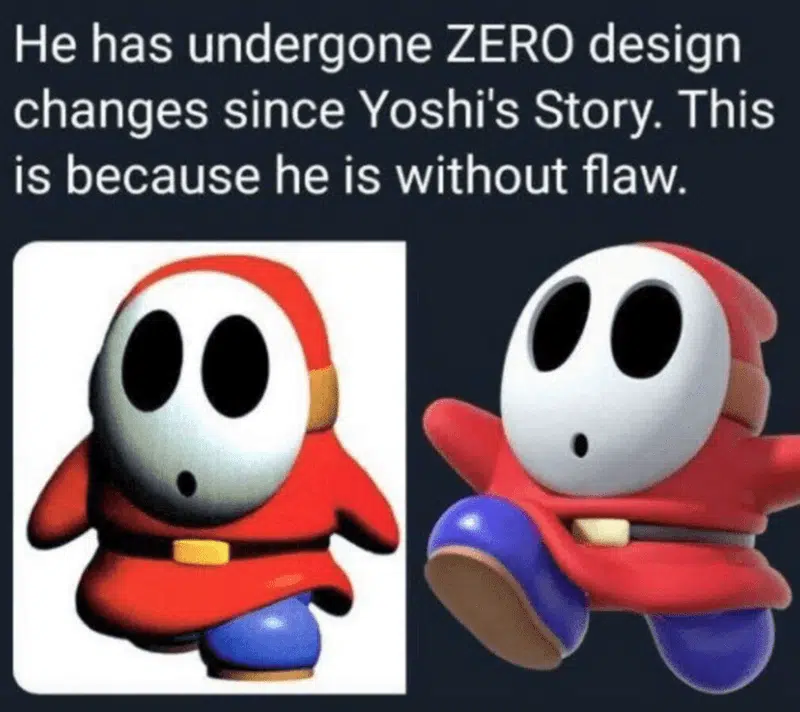 He has undergone ZERO design
changes since Yoshi's Story. This
is because he is without flaw.